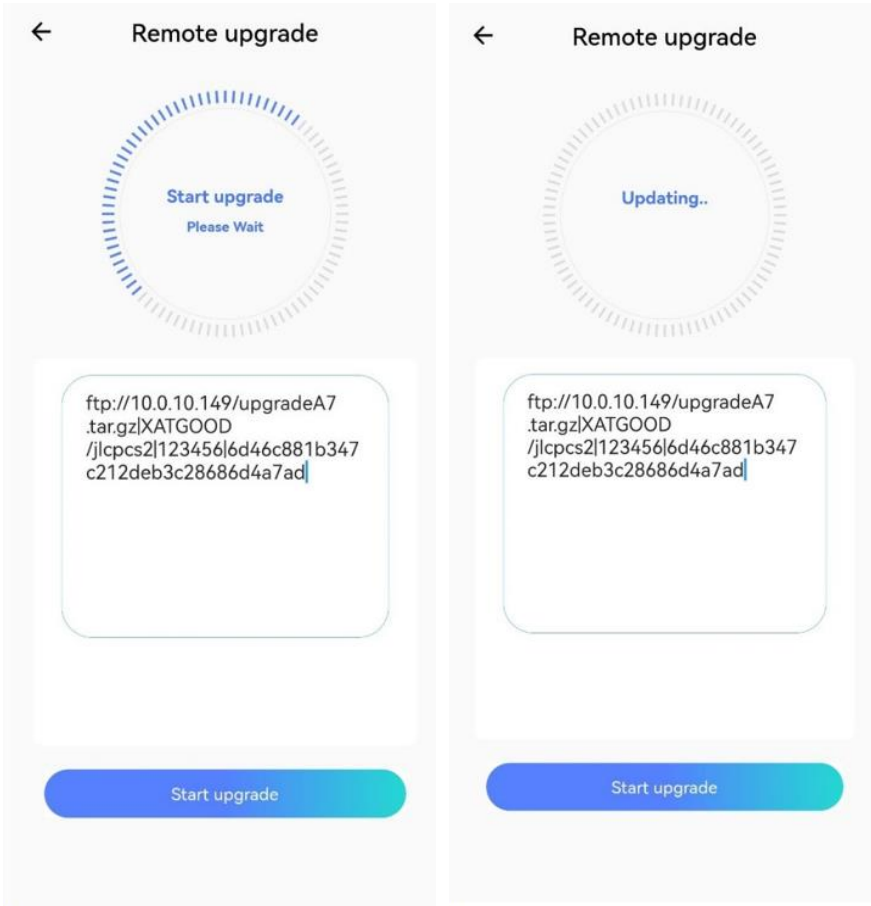 Remote upgrade
Start upgrade
Please Wait
ftp://10.0.10.149/upgradeA7
.tar.gz|XATGOOD
/jlcpcs2|123456|6d46c881b347
c212deb3c28686d4a7ad
Start upgrade
Remote upgrade
Updating..
ftp://10.0.10.149/upgradeA7
.tar.gz|XATGOOD
/jlcpcs2|123456|6d46c881b347
c212deb3c28686d4a7ad
Start upgrade